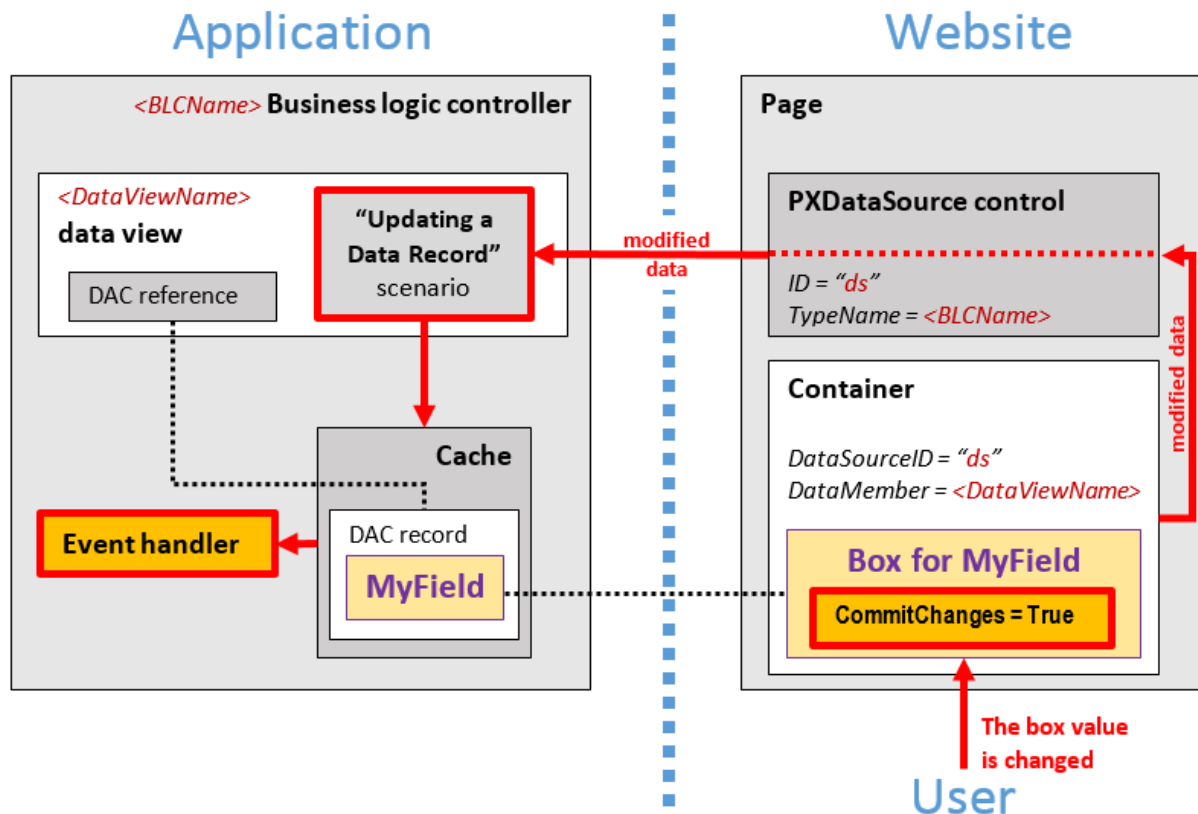 Application
Website
<BLCName> Business logic controller
<DataViewName>
data view
DAC reference
“Updating a
Data Record”
scenario
modified
data
Cache
DAC record
MyField
Event handler
Page
PXDataSource control
ID = “ds”
TypeName = <BLCName>
modified data
Container
DataSourceID = “ds”
DataMember = <DataViewName>
Box for MyField
CommitChanges = True
The box value
is changed
User